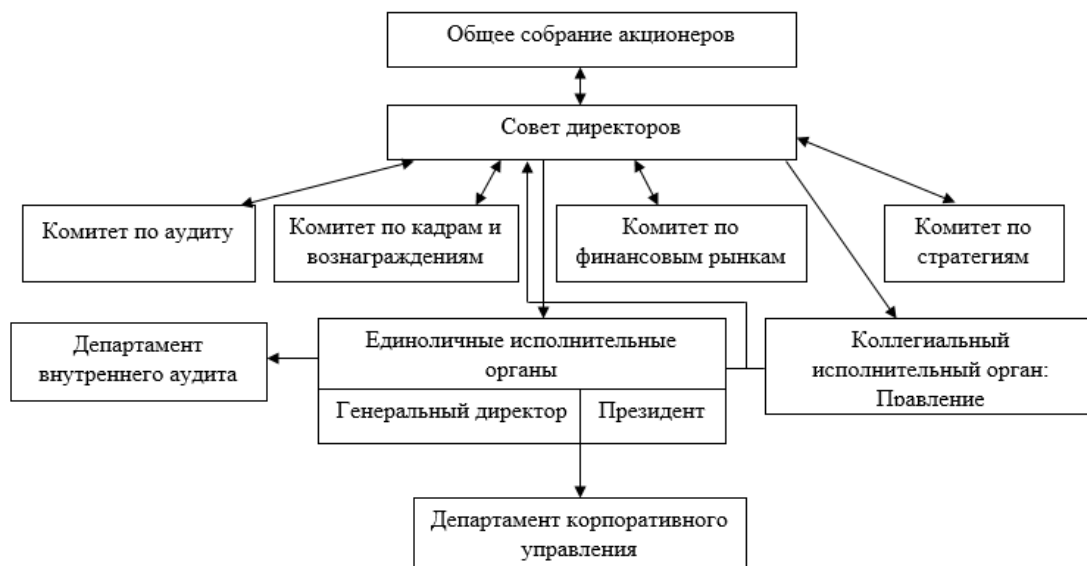 Общее собрание акционеров
Совет директоров
Комитет по аудиту
Комитет по кадрам и
вознаграждениям
Комитет по
финансовым рынкам
Комитет по
стратегиям
Департамент
внутреннего аудита
Единоличные исполнительные
органы
Генеральный директор
Президент
Коллегиальный
исполнительный орган:
Правление
Департамент корпоративного
управления